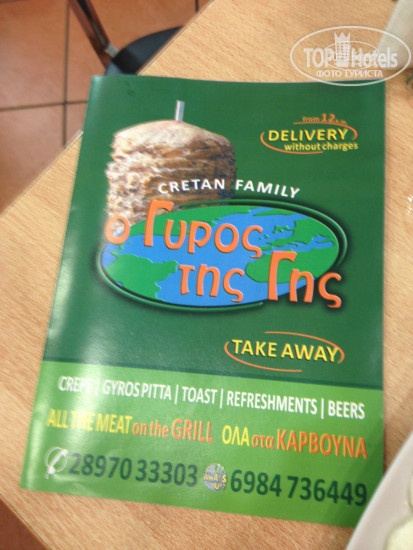 TOP Hotels
ФОТО ТУРИСТА
from 12
DELIVERY
without charges
CRETAN FAMILY
Ο Γυρος
της Γης
TAKE AWAY
CREPE | GYROS PITTA | TOAST | REFRESHMENTS | BEERS
ALL THE MEAT on the GRILL ΟΛΑ στα ΚΑΡΒΟΥΝΑ
28970 33303 6984 736449